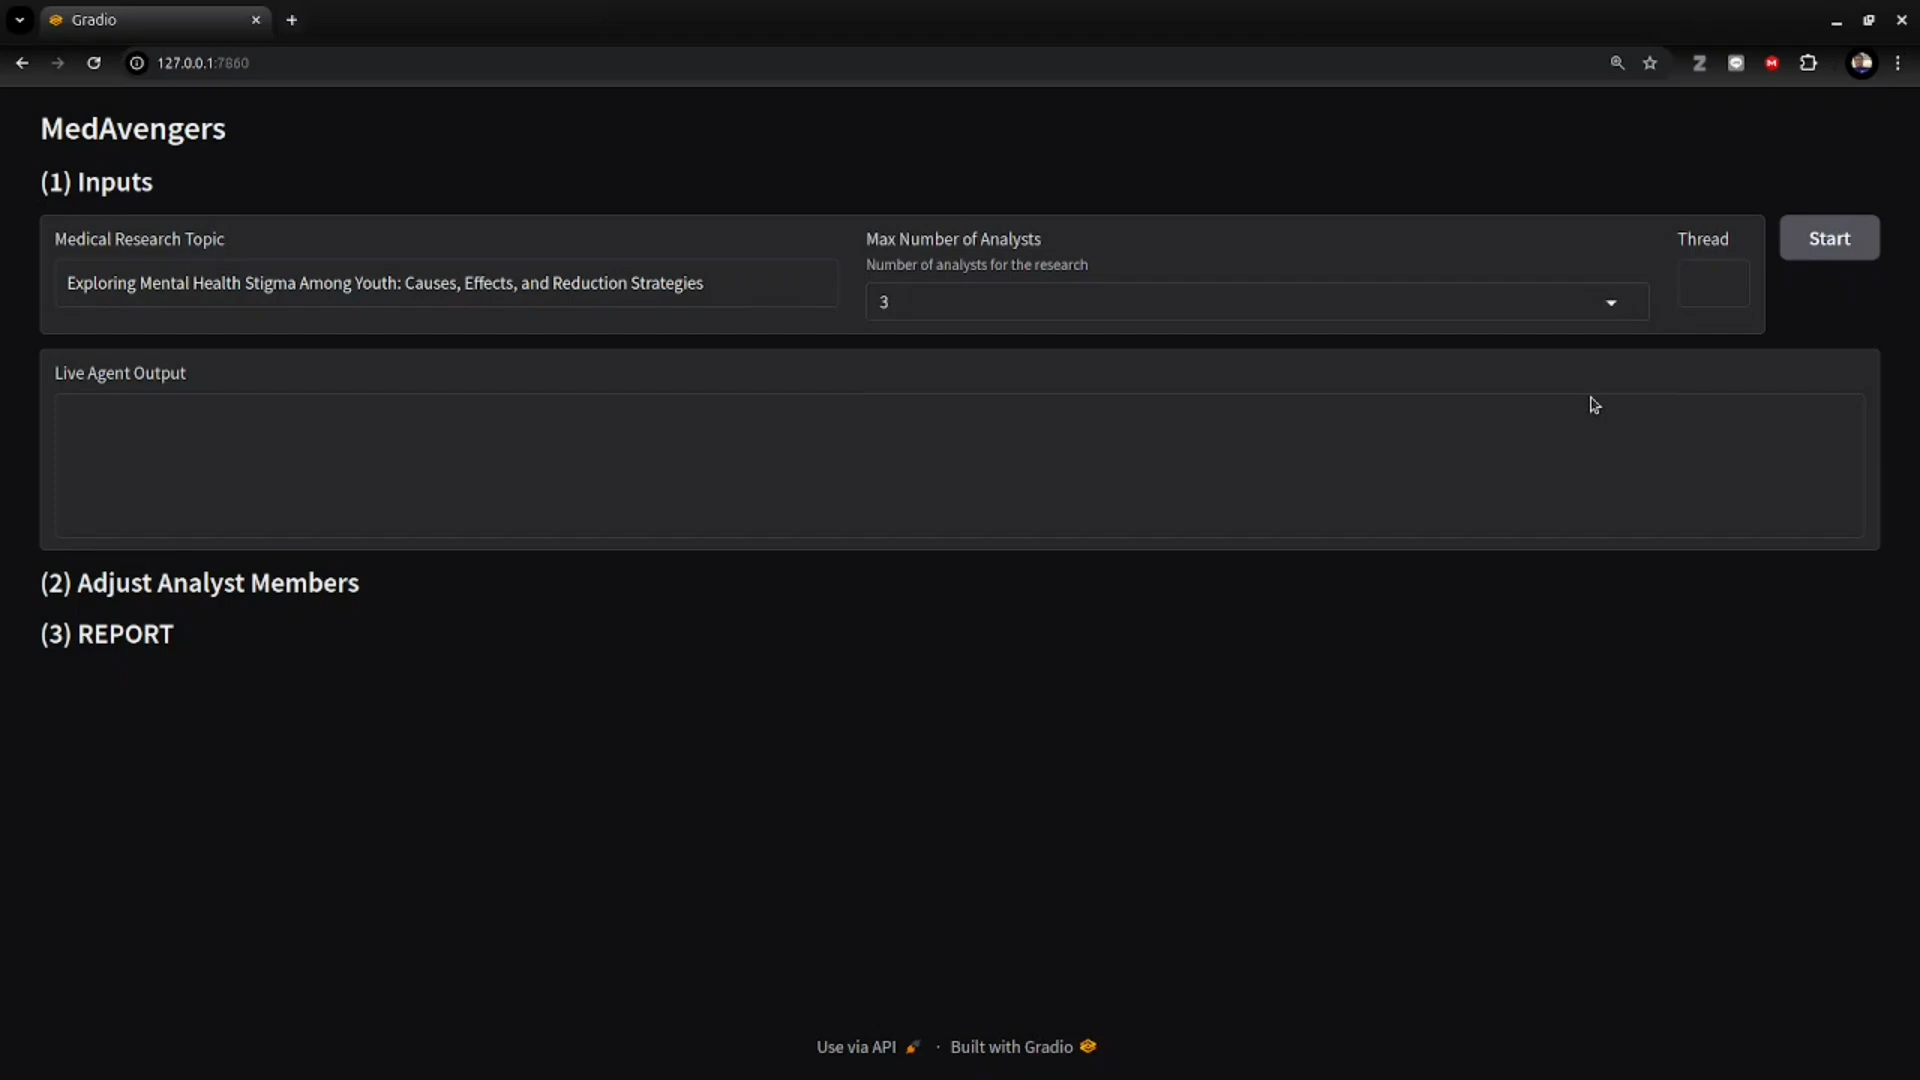 Gradio
127.0.0.1:7860
MedAvengers
(1) Inputs
Medical Research Topic
Exploring Mental Health Stigma Among Youth: Causes, Effects, and Reduction Strategies
Max Number of Analysts
Number of analysts for the research
3
Thread
Start
Live Agent Output
(2) Adjust Analyst Members
(3) REPORT
Use via API · Built with Gradio